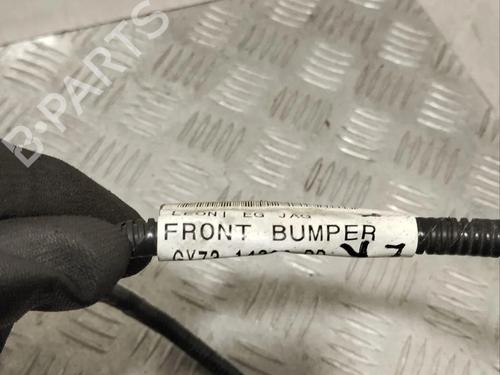 B-PARTS
LEONI EG JAG
FRONT BUMPER